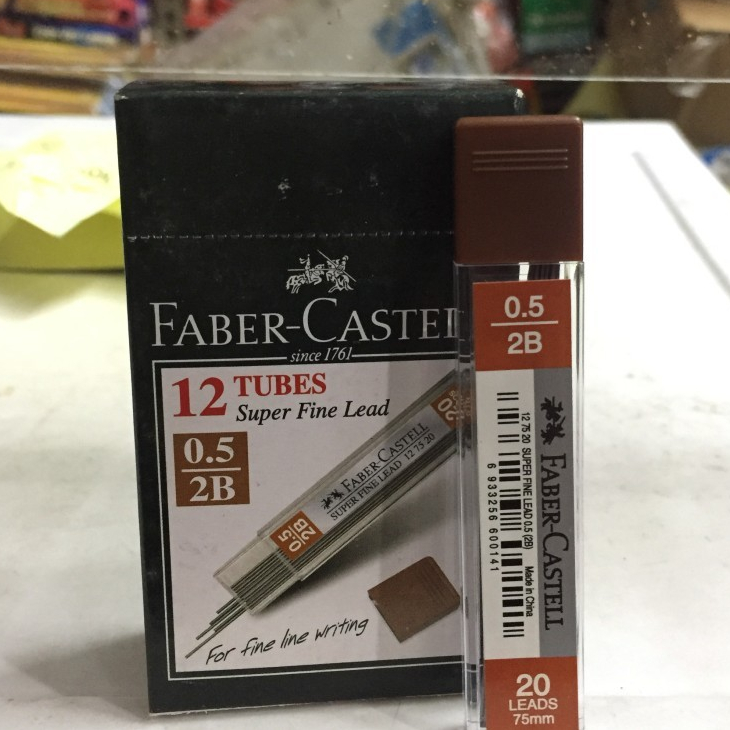 FABER-CASTEL
since 1761
12 TUBES
Super Fine Lead
0.5
2B
FABER-CASTELL
SUPER FINE LEAD 12 75 20
0.5
2B
For fine line writing
0.5
2B
FABER-CASTELL
12 75 20 SUPER FINE LEAD 0.5 (2B) Made in China
6 933256 600141
20
LEADS
75mm